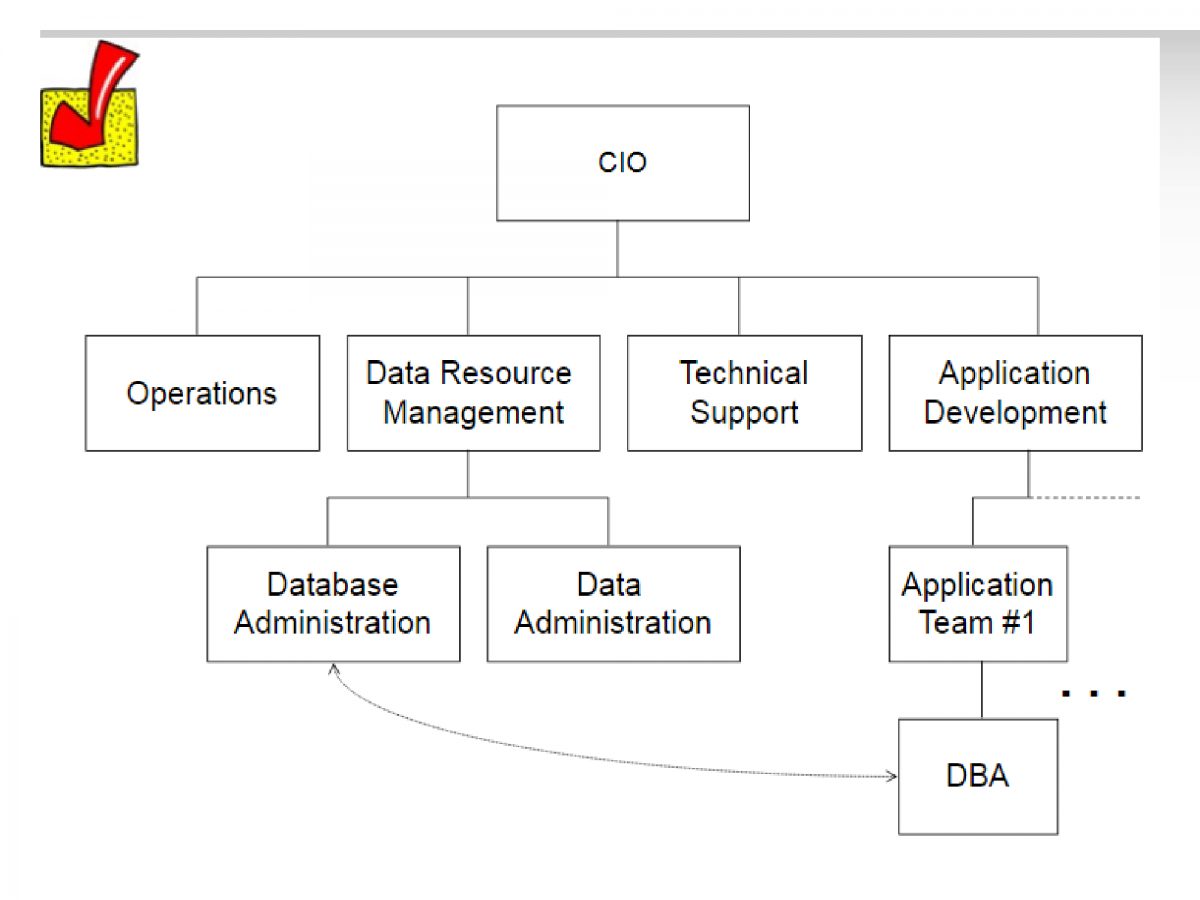 CIO
Operations
Data Resource
Management
Technical
Support
Application
Development
Database
Administration
Data
Administration
Application
Team #1
. . .
DBA